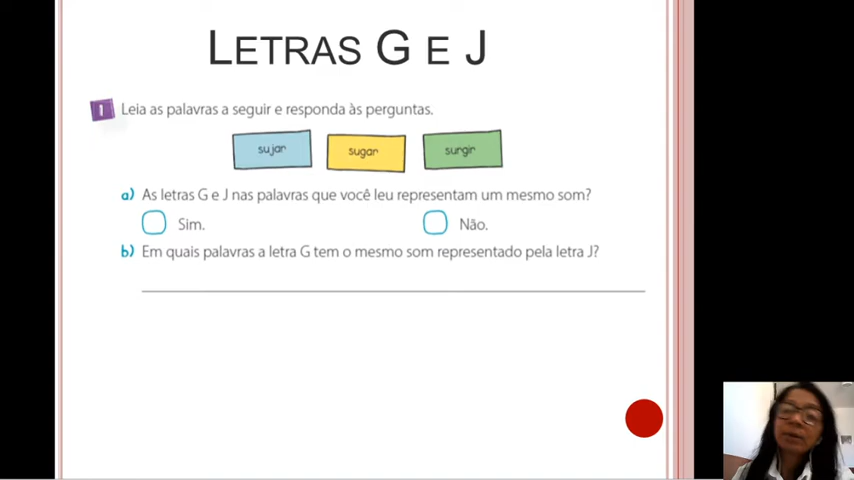 LETRAS G E J
1 Leia as palavras a seguir e responda às perguntas.
sujar sugar surgir
a) As letras G e J nas palavras que você leu representam um mesmo som?
Sim. Não.
b) Em quais palavras a letra G tem o mesmo som representado pela letra J?